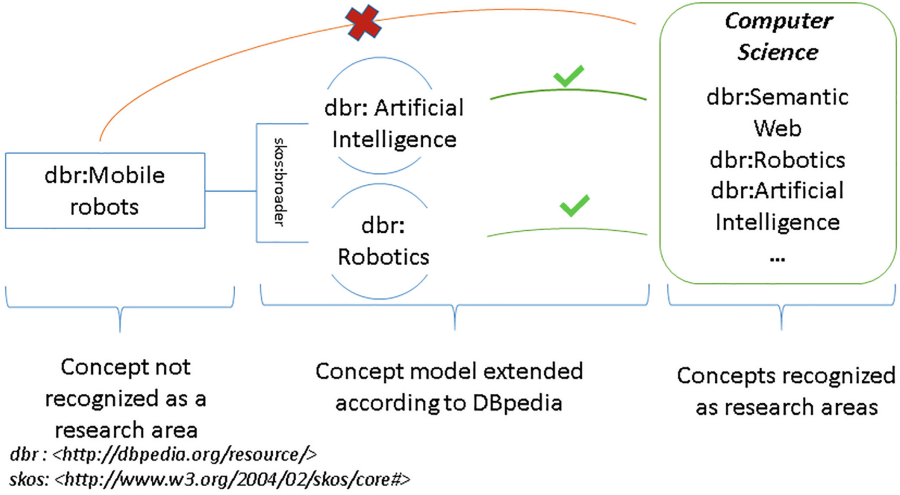 dbr:Mobile
robots
skos:broader
dbr: Artificial
Intelligence
dbr:
Robotics
Computer
Science
dbr:Semantic
Web
dbr:Robotics
dbr:Artificial
Intelligence
...
Concept not
recognized as a
research area
Concept model extended
according to DBpedia
Concepts recognized
as research areas
dbr : <http://dbpedia.org/resource/>
skos: <http://www.w3.org/2004/02/skos/core#>